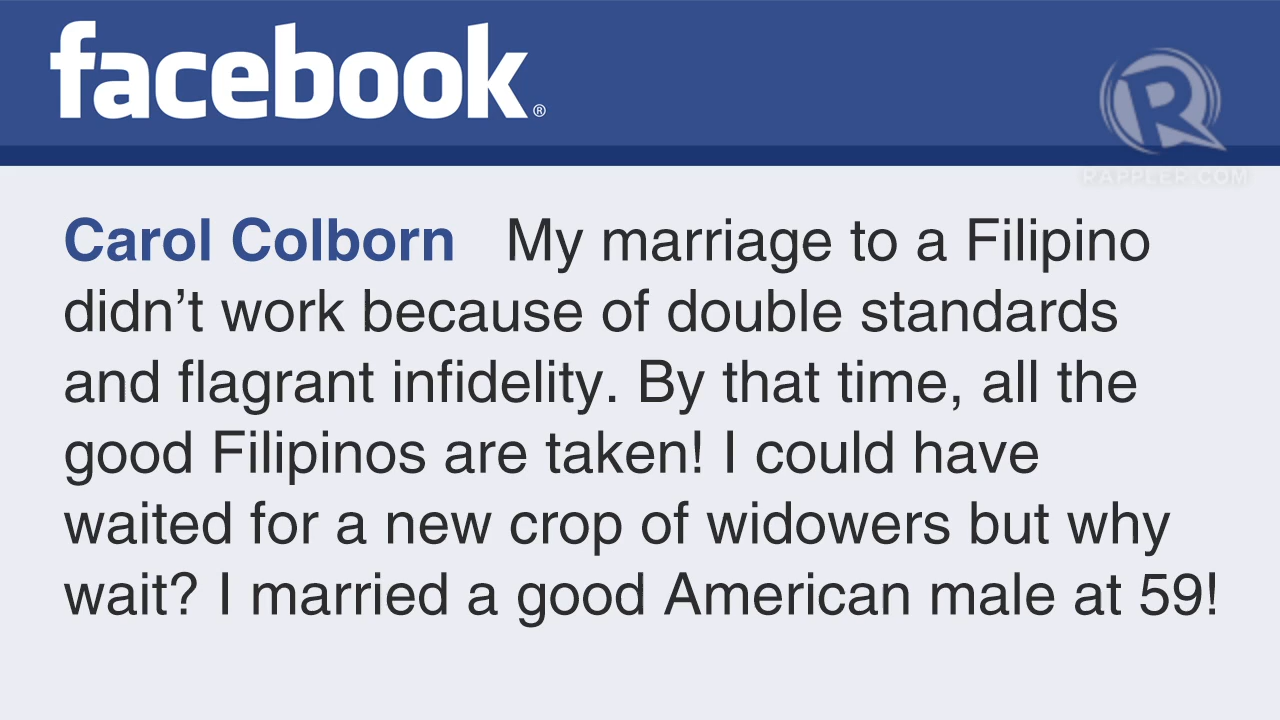 facebook®
RAPPLER.COM
Carol Colborn My marriage to a Filipino
didn’t work because of double standards
and flagrant infidelity. By that time, all the
good Filipinos are taken! I could have
waited for a new crop of widowers but why
wait? I married a good American male at 59!